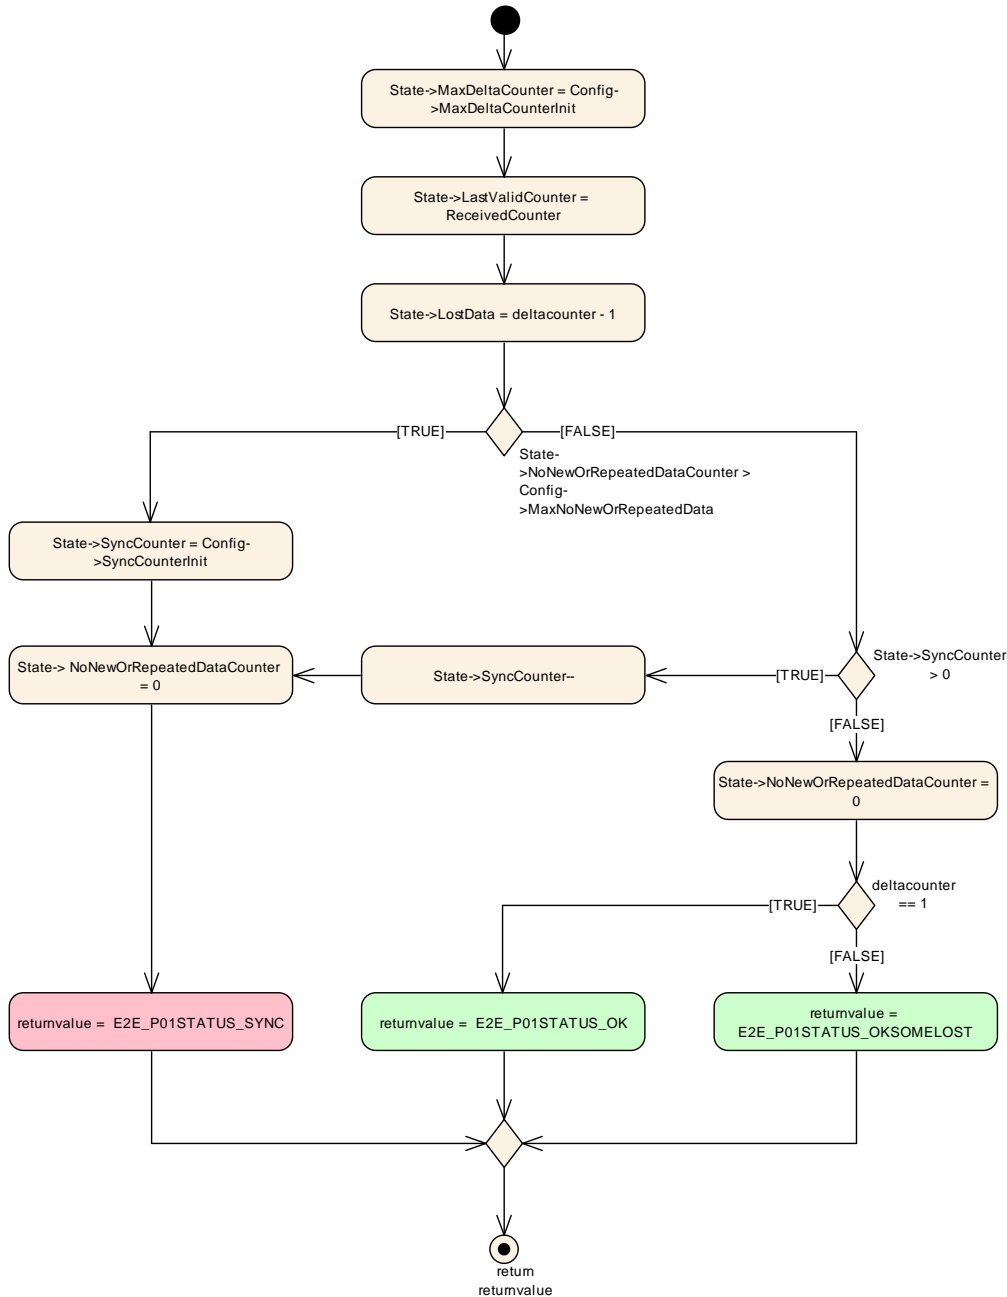 State->MaxDeltaCounter = Config-
>MaxDeltaCounterInit
State->LastValidCounter =
ReceivedCounter
State->LostData = deltacounter - 1
[TRUE]
[FALSE]
State-
>NoNewOrRepeatedDataCounter >
Config-
>MaxNoNewOrRepeatedData
State->SyncCounter = Config-
>SyncCounterInit
State-> NoNewOrRepeatedDataCounter
= 0
State->SyncCounter--
[TRUE]
State->SyncCounter
> 0
[FALSE]
State->NoNewOrRepeatedDataCounter =
0
[TRUE]
deltacounter
== 1
[FALSE]
returnvalue = E2E_P01STATUS_SYNC
returnvalue = E2E_P01STATUS_OK
returnvalue =
E2E_P01STATUS_OKSOMELOST
return
returnvalue